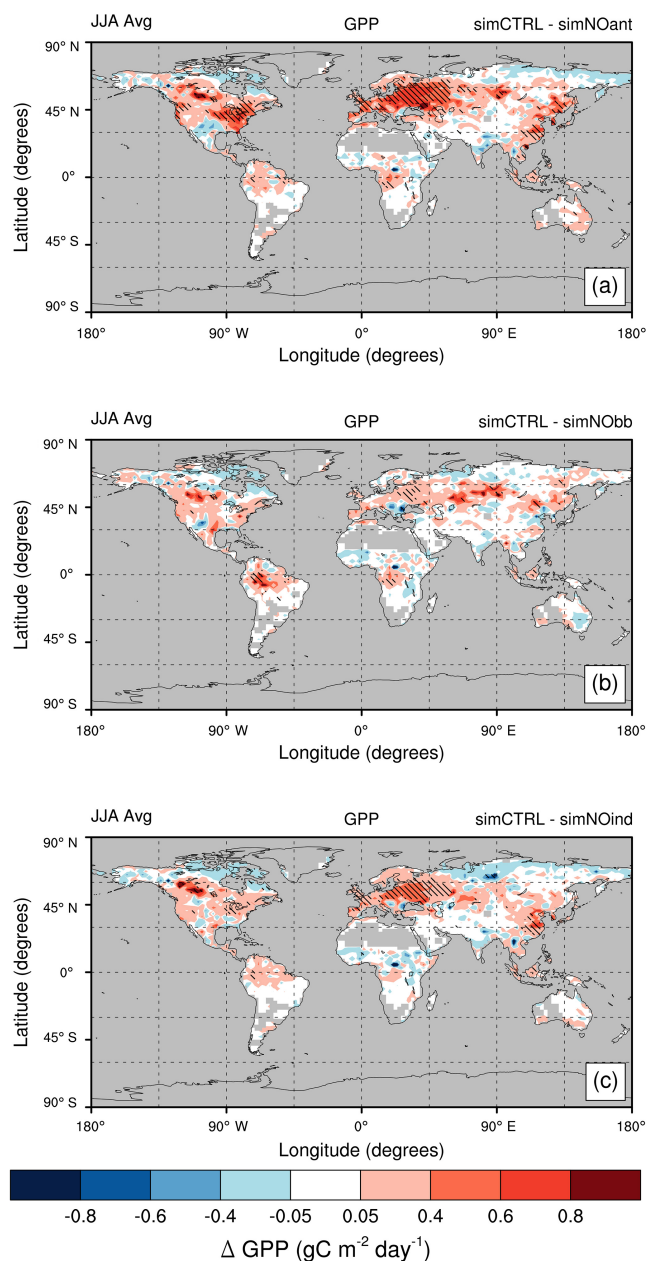 JJA Avg GPP simCTRL - simNOant
90° N
45° N
0°
45° S
90° S
Latitude (degrees)
(a)
180° 90° W 0° 90° E 180°
Longitude (degrees)
JJA Avg GPP simCTRL - simNObb
90° N
45° N
0°
45° S
90° S
Latitude (degrees)
(b)
180° 90° W 0° 90° E 180°
Longitude (degrees)
JJA Avg GPP simCTRL - simNOind
90° N
45° N
0°
45° S
90° S
Latitude (degrees)
(c)
180° 90° W 0° 90° E 180°
Longitude (degrees)
-0.8 -0.6 -0.4 -0.05 0.05 0.4 0.6 0.8
Δ GPP (gC m⁻² day⁻¹)